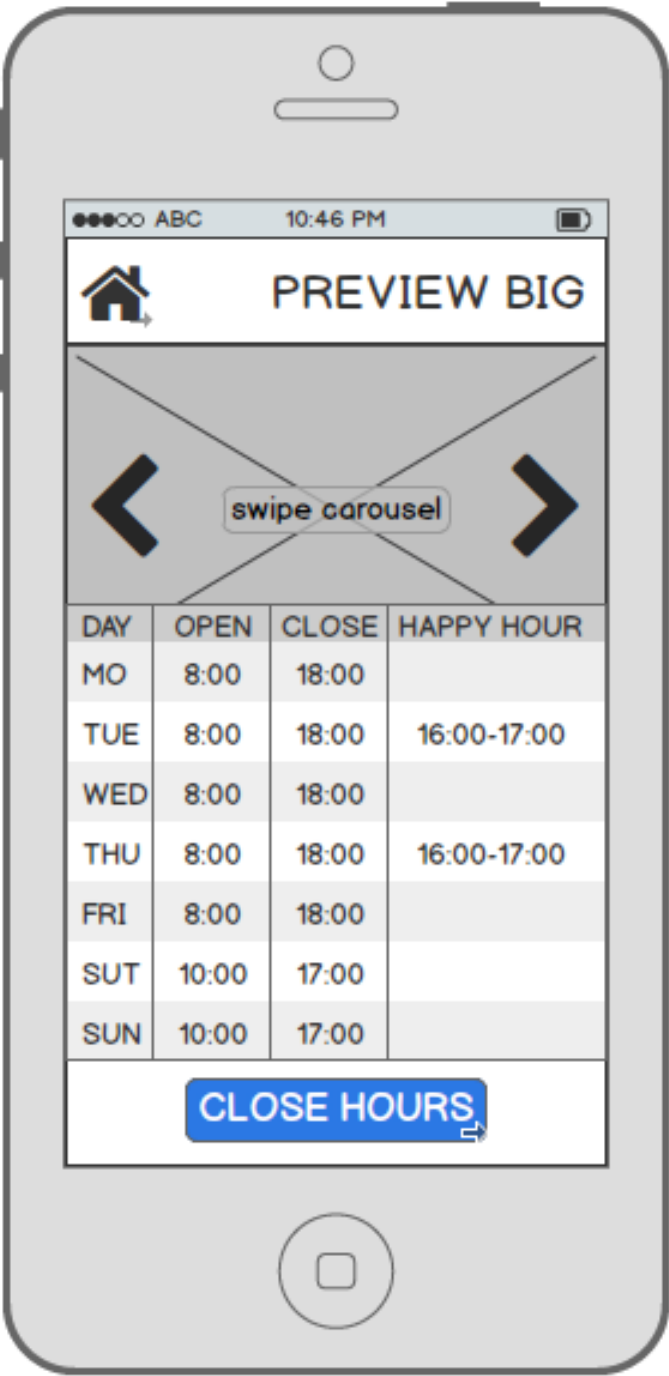 ABC 10:46 PM
PREVIEW BIG
swipe carousel
DAY OPEN CLOSE HAPPY HOUR
MO 8:00 18:00
TUE 8:00 18:00 16:00-17:00
WED 8:00 18:00
THU 8:00 18:00 16:00-17:00
FRI 8:00 18:00
SUT 10:00 17:00
SUN 10:00 17:00
CLOSE HOURS